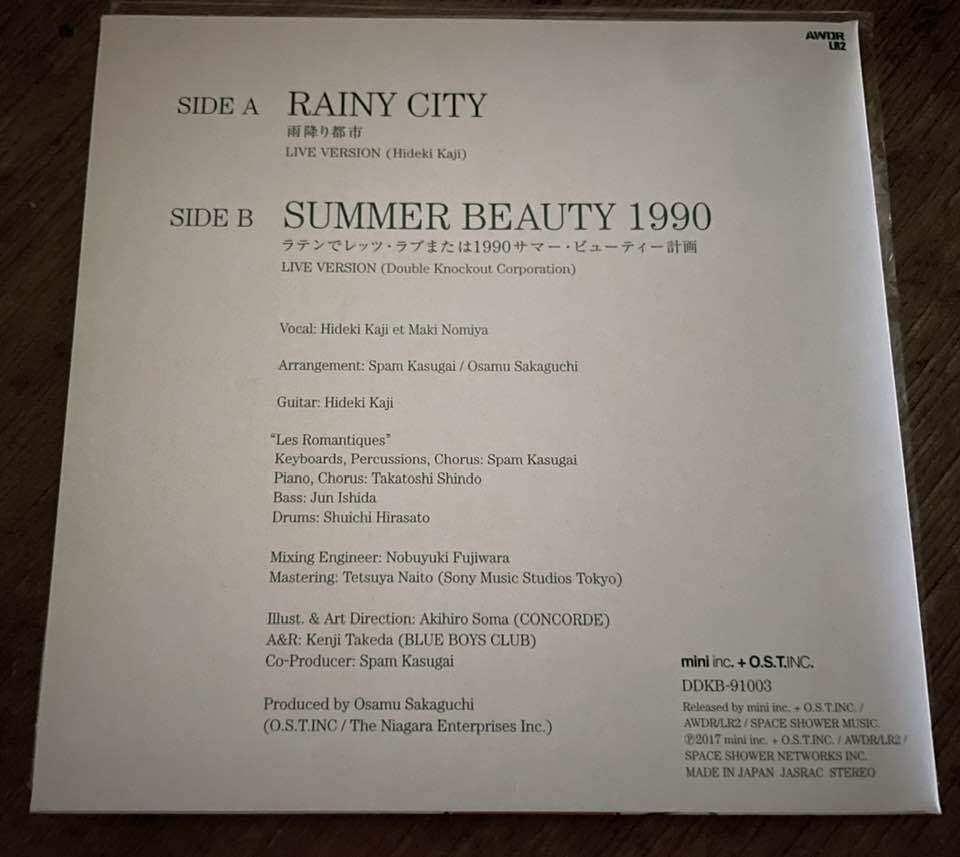 AWDR
LR2
SIDE A RAINY CITY
雨降り都市
LIVE VERSION (Hideki Kaji)
SIDE B SUMMER BEAUTY 1990
ラテンでレッツ・ラブまたは1990サマー・ビューティー計画
LIVE VERSION (Double Knockout Corporation)
Vocal: Hideki Kaji et Maki Nomiya
Arrangement: Spam Kasugai / Osamu Sakaguchi
Guitar: Hideki Kaji
“Les Romantiques”
Keyboards, Percussions, Chorus: Spam Kasugai
Piano, Chorus: Takatoshi Shindo
Bass: Jun Ishida
Drums: Shuichi Hirasato
Mixing Engineer: Nobuyuki Fujiwara
Mastering: Tetsuya Naito (Sony Music Studios Tokyo)
Illust. & Art Direction: Akihiro Soma (CONCORDE)
A&R: Kenji Takeda (BLUE BOYS CLUB)
Co-Producer: Spam Kasugai
Produced by Osamu Sakaguchi
(O.S.T.INC / The Niagara Enterprises Inc.)
mini inc. + O.S.T.INC.
DDKB-91003
Released by mini inc. + O.S.T.INC. /
AWDR/LR2 / SPACE SHOWER MUSIC.
℗2017 mini inc. + O.S.T.INC. / AWDR/LR2 /
SPACE SHOWER NETWORKS INC.
MADE IN JAPAN JASRAC STEREO